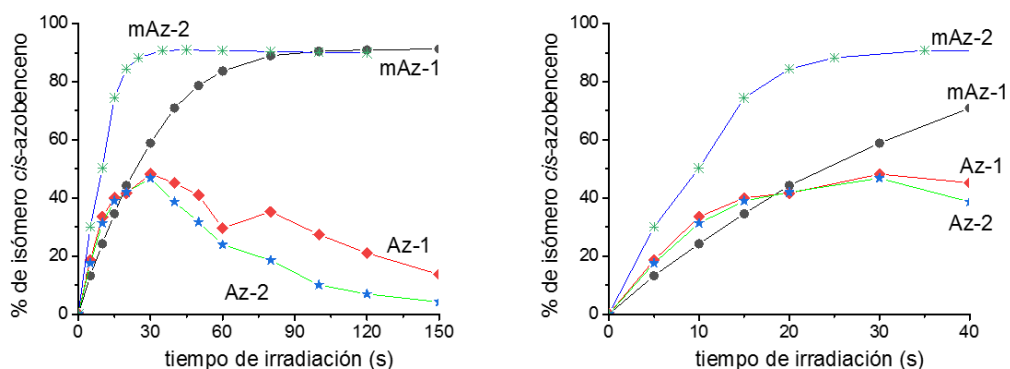 % de isómero cis-azobenceno
100
80
60
40
20
0
mAz-2
mAz-1
Az-1
Az-2
0 30 60 90 120 150
tiempo de irradiación (s)
% de isómero cis-azobenceno
100
80
60
40
20
0
mAz-2
mAz-1
Az-1
Az-2
0 10 20 30 40
tiempo de irradiación (s)